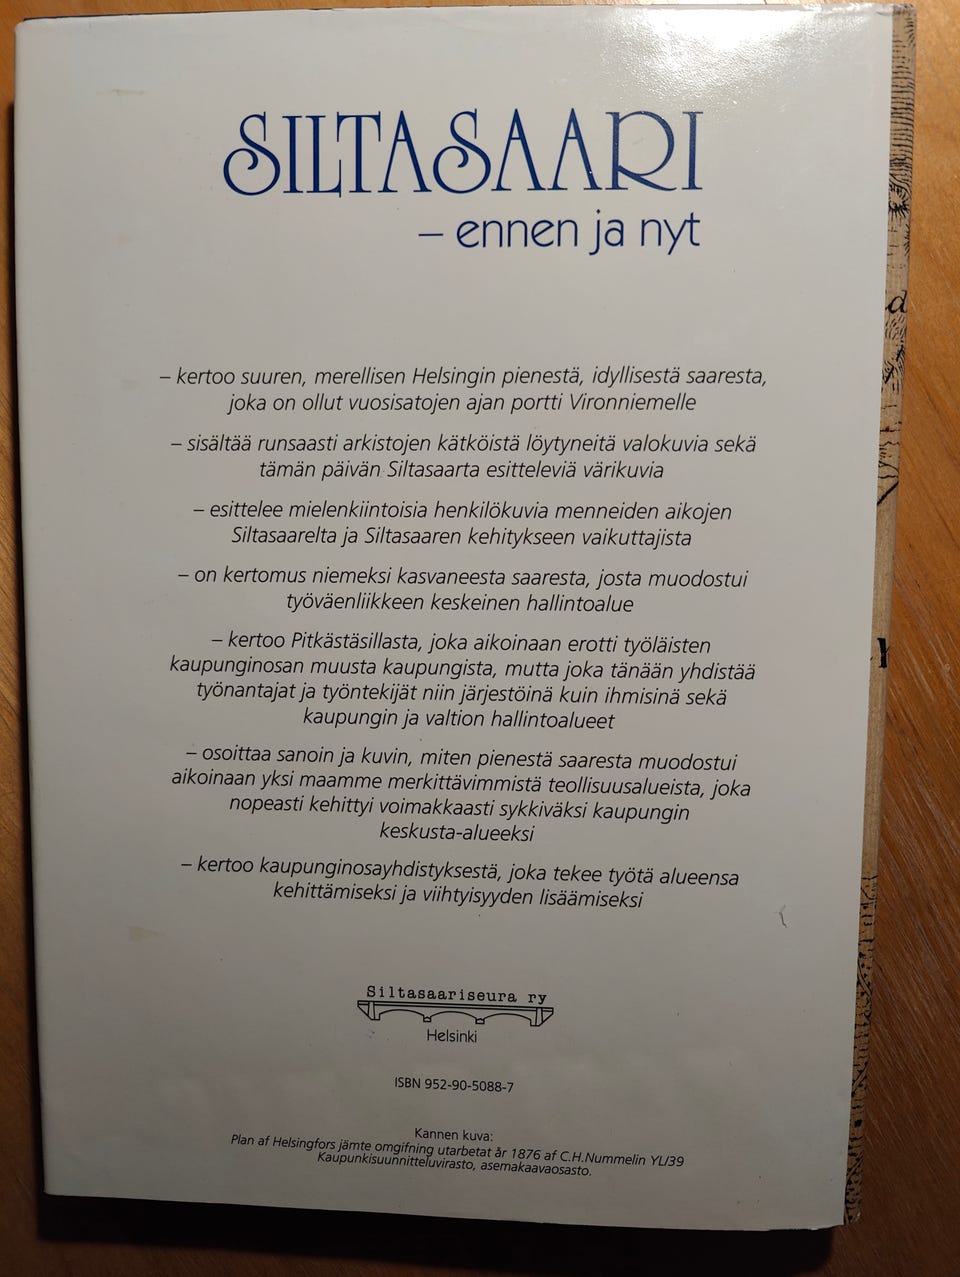 SILTASAARI
– ennen ja nyt
– kertoo suuren, merellisen Helsingin pienestä, idyllisestä saaresta,
joka on ollut vuosisatojen ajan portti Vironniemelle
– sisältää runsaasti arkistojen kätköistä löytyneitä valokuvia sekä
tämän päivän Siltasaarta esitteleviä värikuvia
– esittelee mielenkiintoisia henkilökuvia menneiden aikojen
Siltasaarelta ja Siltasaaren kehitykseen vaikuttajista
– on kertomus niemeksi kasvaneesta saaresta, josta muodostui
työväenliikkeen keskeinen hallintoalue
– kertoo Pitkästäsillasta, joka aikoinaan erotti työläisten
kaupunginosan muusta kaupungista, mutta joka tänään yhdistää
työnantajat ja työntekijät niin järjestöinä kuin ihmisinä sekä
kaupungin ja valtion hallintoalueet
– osoittaa sanoin ja kuvin, miten pienestä saaresta muodostui
aikoinaan yksi maamme merkittävimmistä teollisuusalueista, joka
nopeasti kehittyi voimakkaasti sykkiväksi kaupungin
keskusta-alueeksi
– kertoo kaupunginosayhdistyksestä, joka tekee työtä alueensa
kehittämiseksi ja viihtyisyyden lisäämiseksi
Siltasaariseura ry
Helsinki
ISBN 952-90-5088-7
Kannen kuva:
Plan af Helsingfors jämte omgifning utarbetat år 1876 af C.H.Nummelin YL/39
Kaupunkisuunnitteluvirasto, asemakaavaosasto.